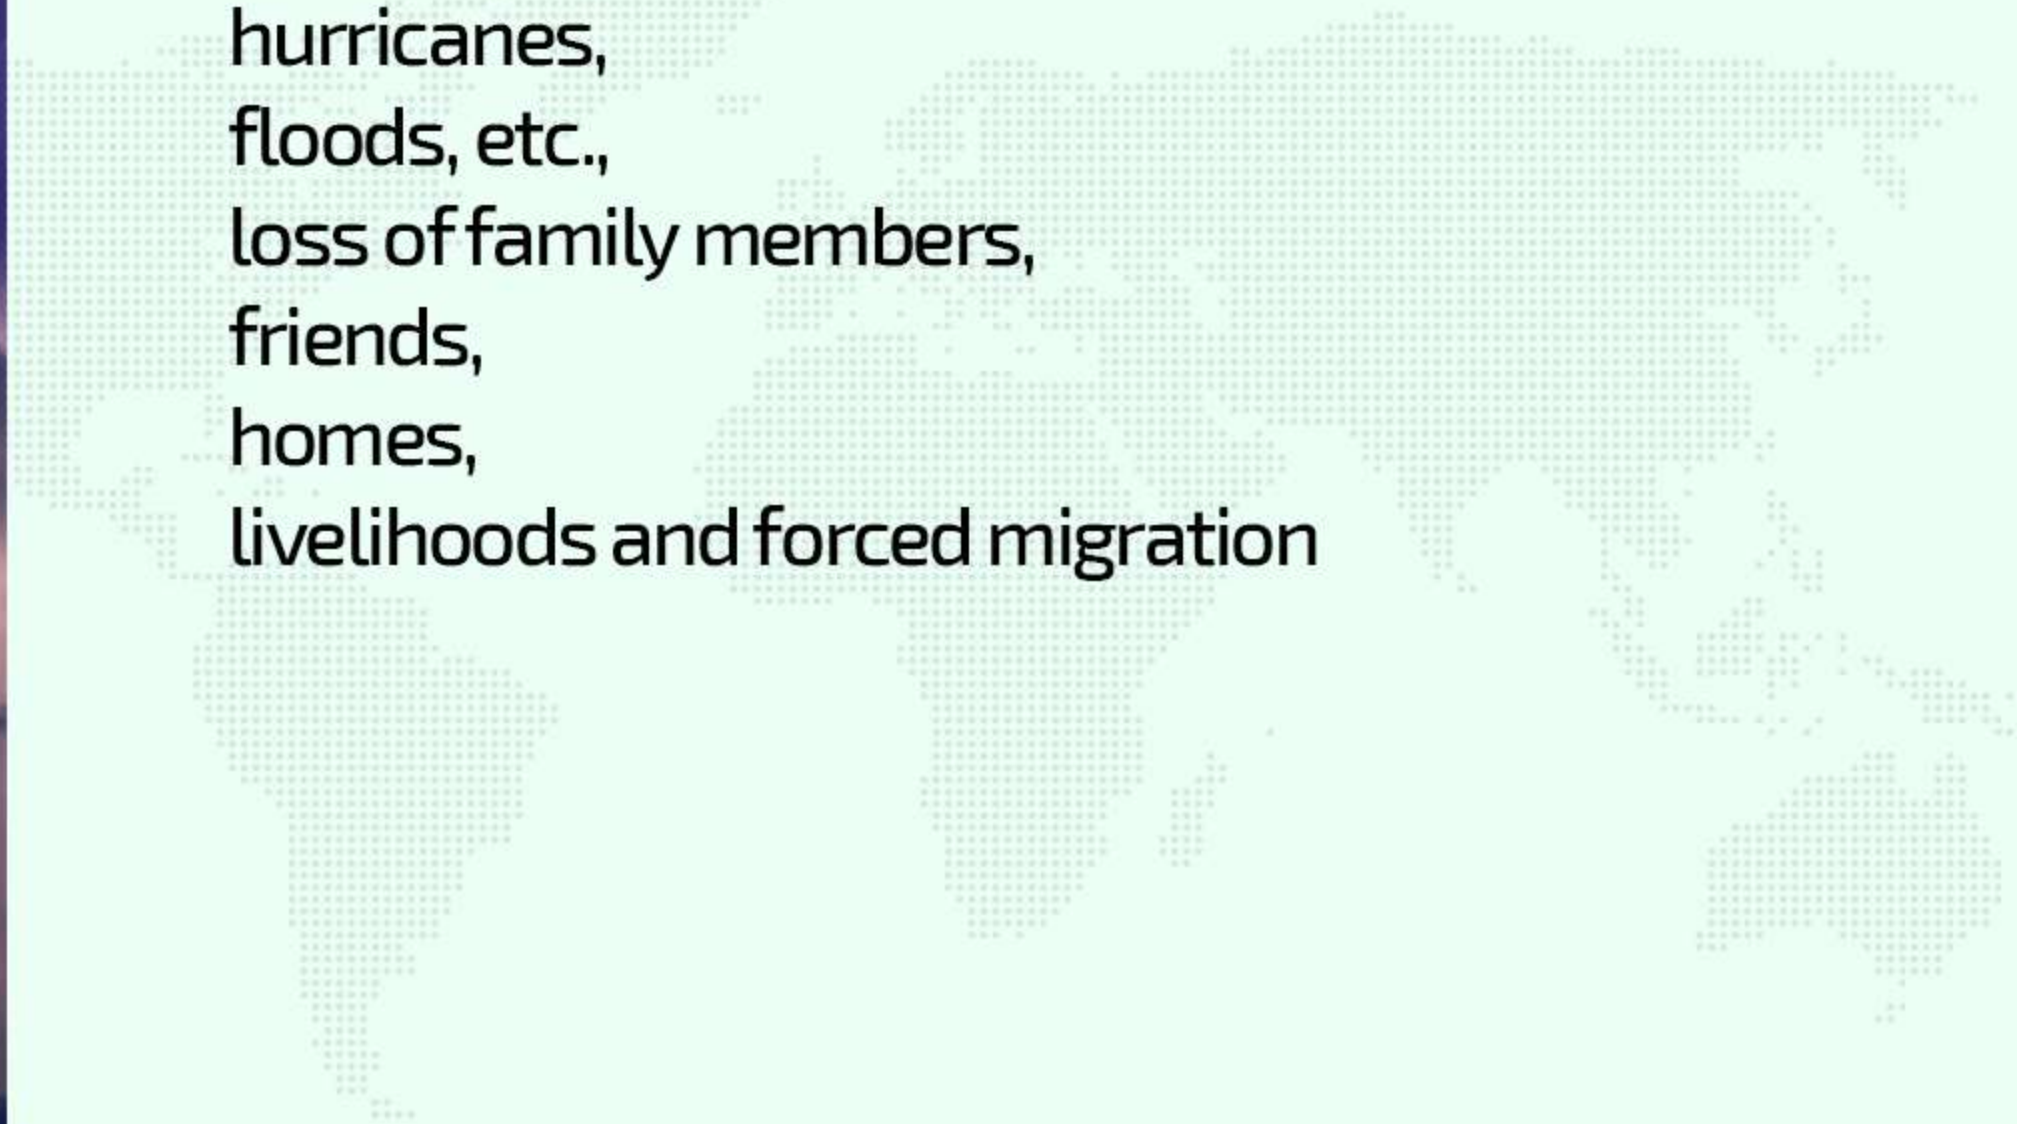 hurricanes,
floods, etc.,
loss of family members,
friends,
homes,
livelihoods and forced migration